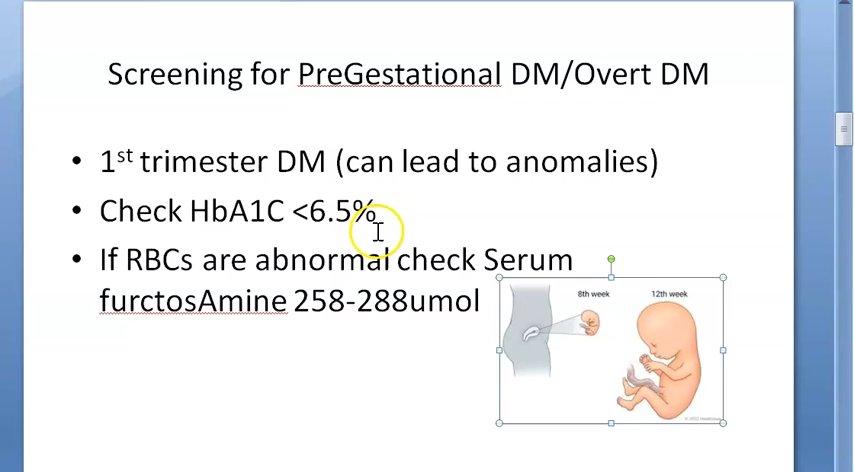 Screening for PreGestational DM/Overt DM
• 1st trimester DM (can lead to anomalies)
• Check HbA1C <6.5%
• If RBCs are abnormal check Serum
furctosAmine 258-288umol
8th week 12th week